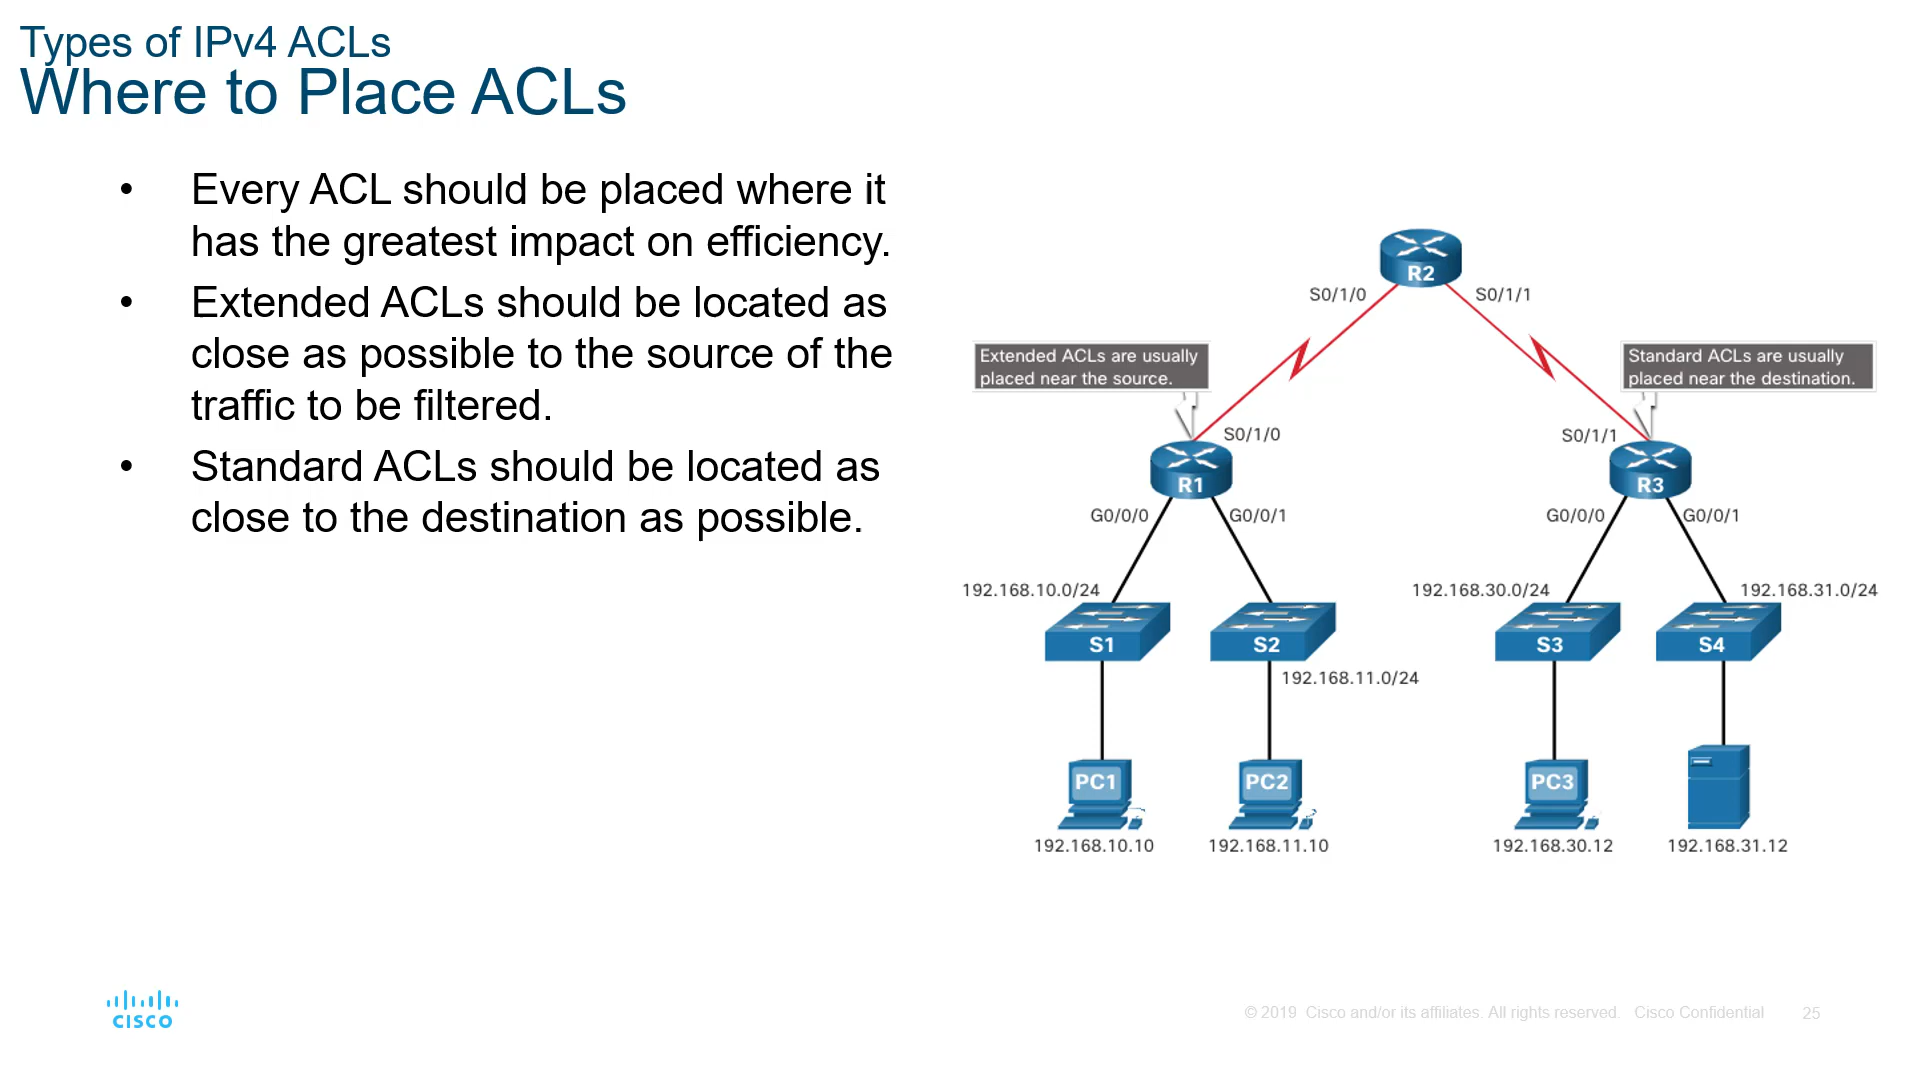 Types of IPv4 ACLs
Where to Place ACLs
• Every ACL should be placed where it
has the greatest impact on efficiency.
• Extended ACLs should be located as
close as possible to the source of the
traffic to be filtered.
• Standard ACLs should be located as
close to the destination as possible.
R2
S0/1/0
S0/1/1
Extended ACLs are usually
placed near the source.
Standard ACLs are usually
placed near the destination.
S0/1/0
S0/1/1
R1
R3
G0/0/0
G0/0/1
G0/0/0
G0/0/1
192.168.10.0/24
192.168.30.0/24
192.168.31.0/24
S1
S2
S3
S4
192.168.11.0/24
PC1
PC2
PC3
192.168.10.10
192.168.11.10
192.168.30.12
192.168.31.12
CISCO
© 2019 Cisco and/or its affiliates. All rights reserved. Cisco Confidential
25